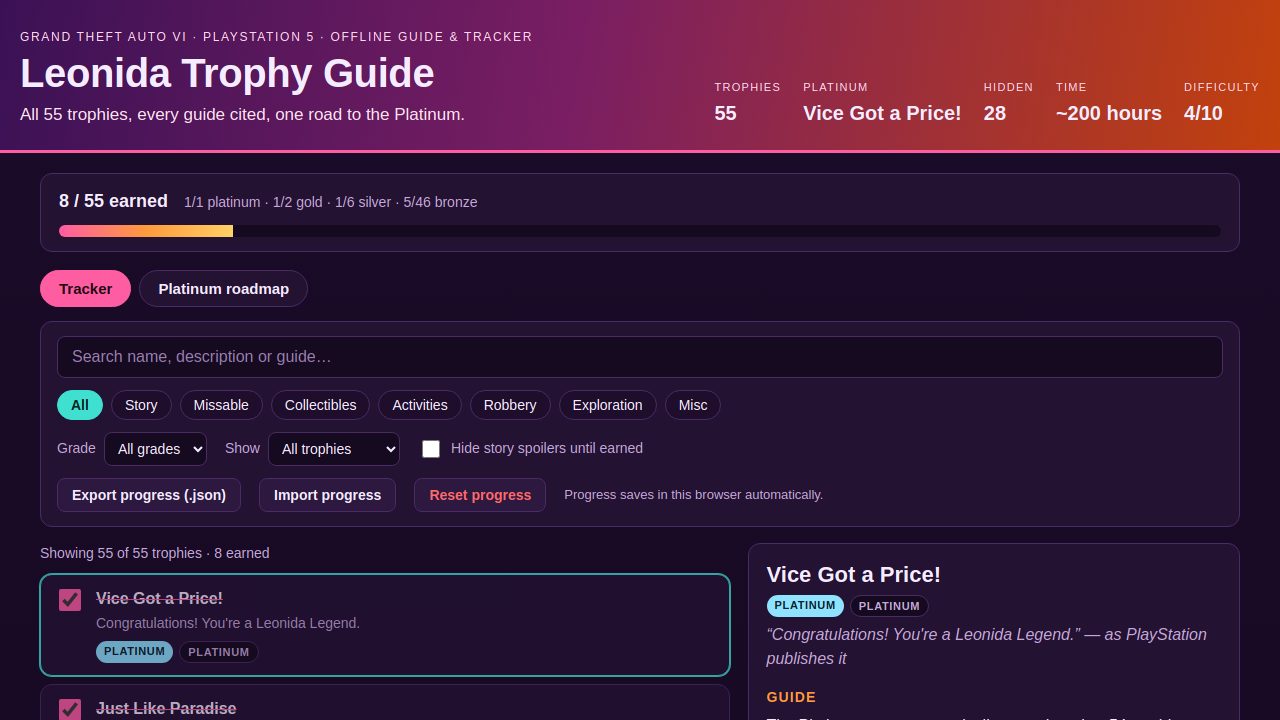 GRAND THEFT AUTO VI · PLAYSTATION 5 · OFFLINE GUIDE & TRACKER
Leonida Trophy Guide
All 55 trophies, every guide cited, one road to the Platinum.
TROPHIES PLATINUM HIDDEN TIME DIFFICULTY
55 Vice Got a Price! 28 ~200 hours 4/10
8 / 55 earned 1/1 platinum · 1/2 gold · 1/6 silver · 5/46 bronze
Tracker Platinum roadmap
Search name, description or guide…
All Story Missable Collectibles Activities Robbery Exploration Misc
Grade All grades Show All trophies Hide story spoilers until earned
Export progress (.json) Import progress Reset progress Progress saves in this browser automatically.
Showing 55 of 55 trophies · 8 earned
Vice Got a Price!
Congratulations! You're a Leonida Legend.
PLATINUM PLATINUM
Just Like Paradise
Vice Got a Price!
PLATINUM PLATINUM
“Congratulations! You're a Leonida Legend.” — as PlayStation
publishes it
GUIDE